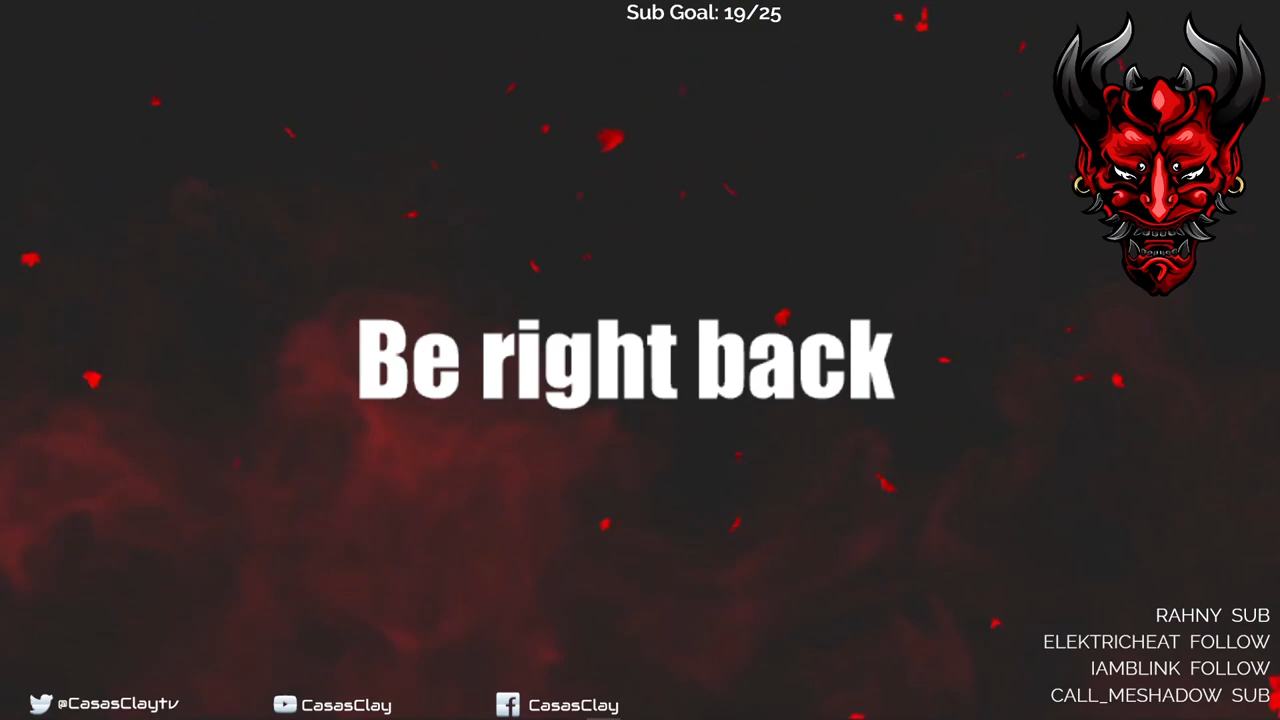 Sub Goal: 19/25
Be right back
RAHNY SUB
ELEKTRICHEAT FOLLOW
IAMBLINK FOLLOW
CALL_MESHADOW SUB
@CasasClaytv CasasClay CasasClay